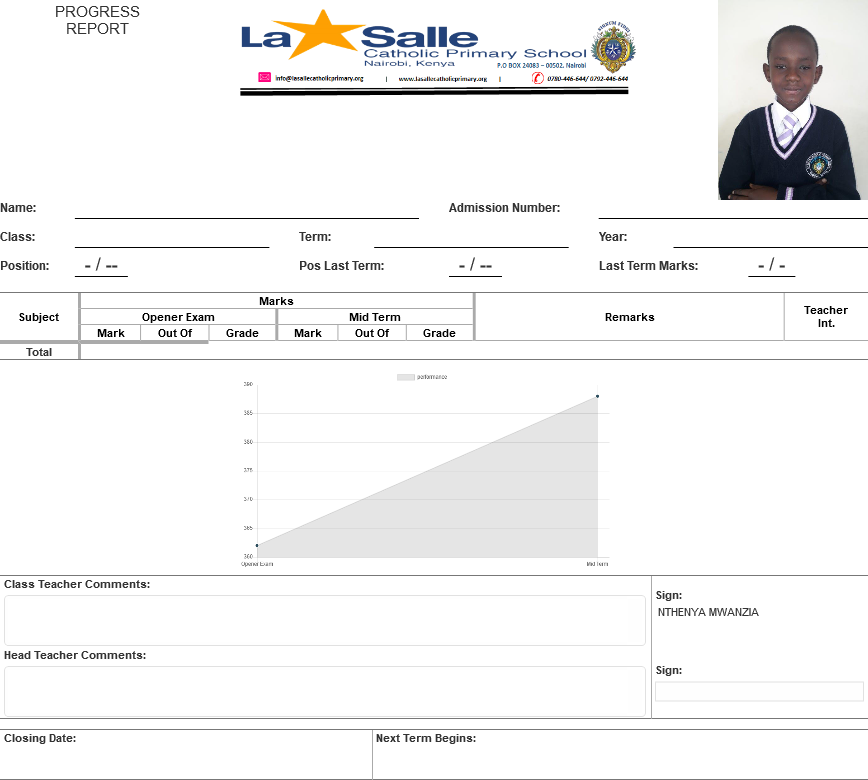 PROGRESS
REPORT
La Salle
Catholic Primary School
Nairobi, Kenya
P.O BOX 24083 – 00502, Nairobi
info@lasallecatholicprimary.org | www.lasallecatholicprimary.org | 0780-446-644/ 0792-446-644
Name: Admission Number:
Class: Term: Year:
Position: - / -- Pos Last Term: - / -- Last Term Marks: - / -
Marks
Subject Opener Exam Mid Term Remarks Teacher Int.
Mark Out Of Grade Mark Out Of Grade
Total
performance
390
385
380
375
370
365
360
Opener Exam Mid Term
Class Teacher Comments:
Sign:
NTHENYA MWANZIA
Head Teacher Comments:
Sign:
Closing Date: Next Term Begins: